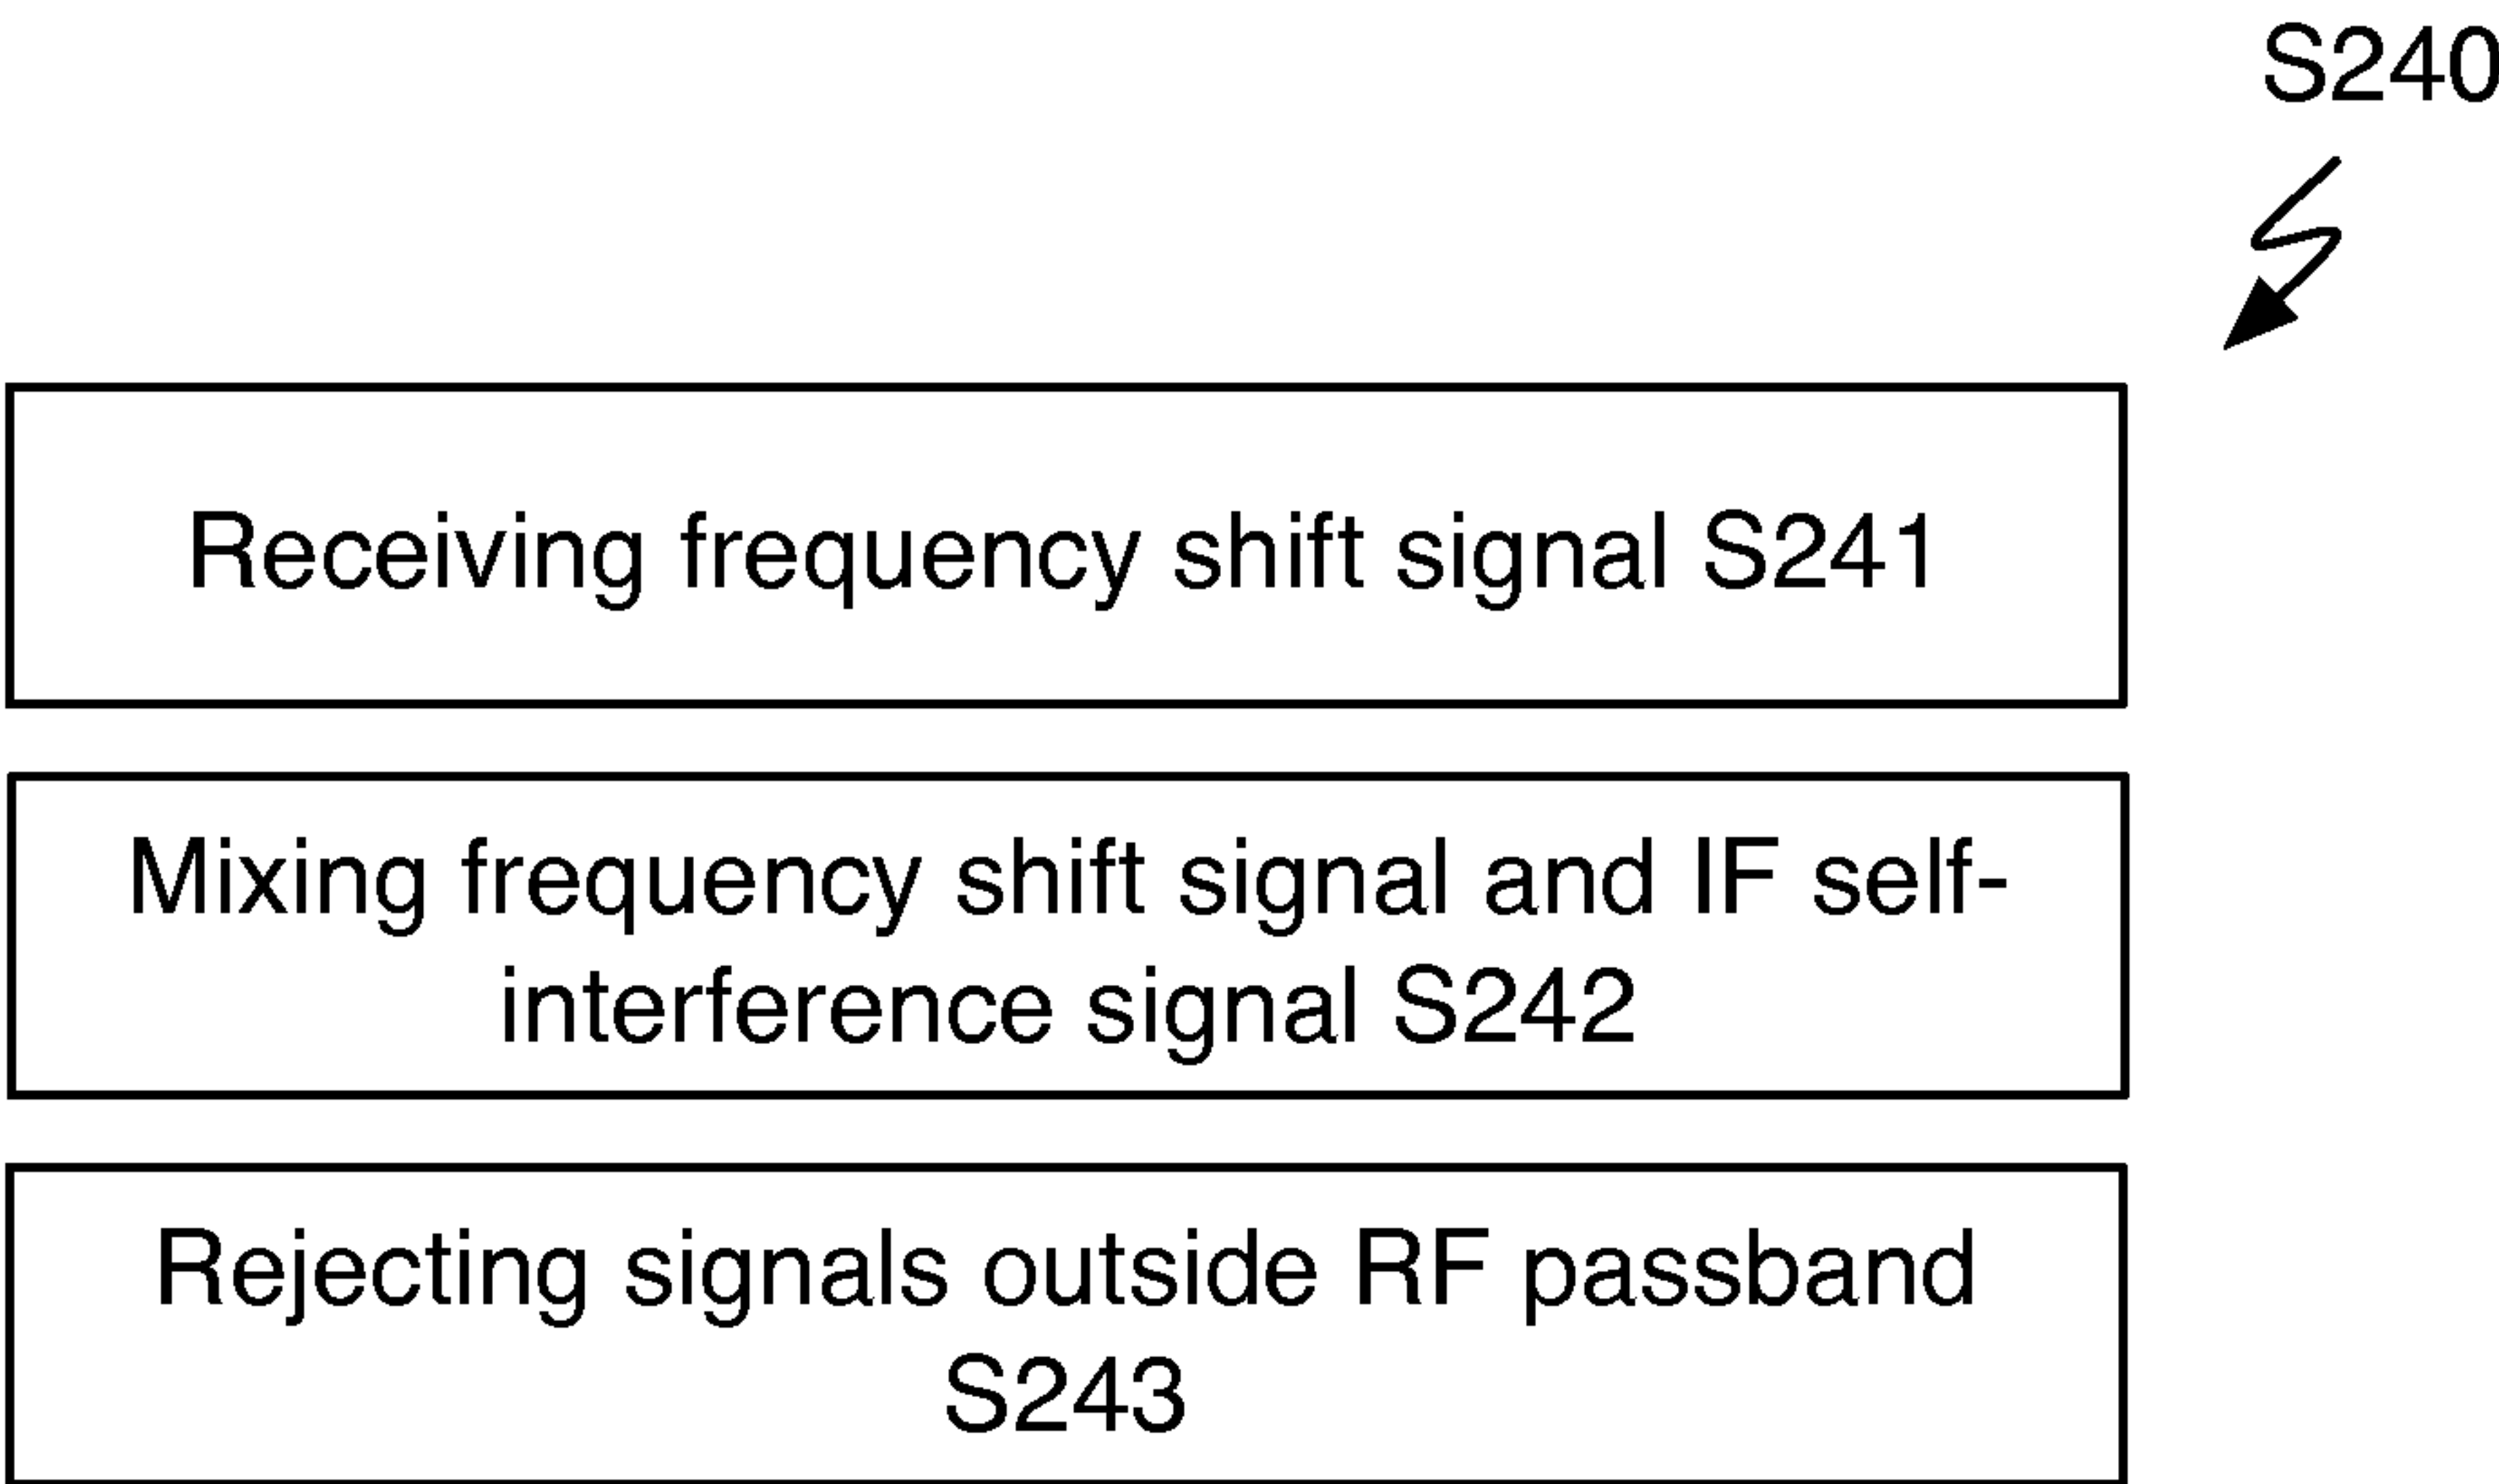 S240
Receiving frequency shift signal S241
Mixing frequency shift signal and IF self-
interference signal S242
Rejecting signals outside RF passband
S243